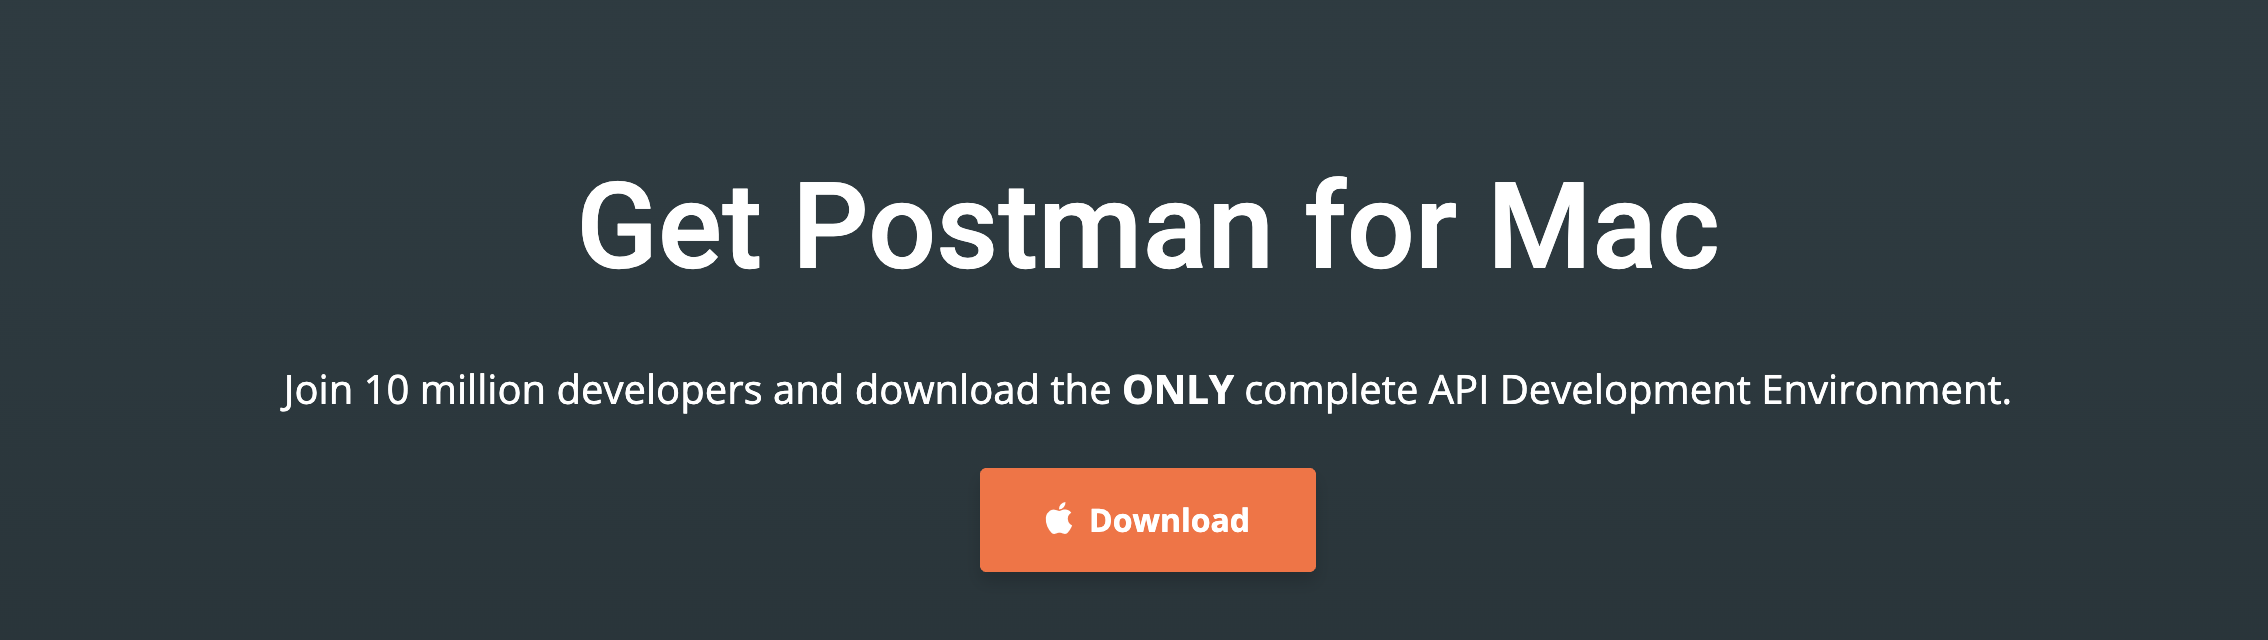 Get Postman for Mac
Join 10 million developers and download the ONLY complete API Development Environment.
Download